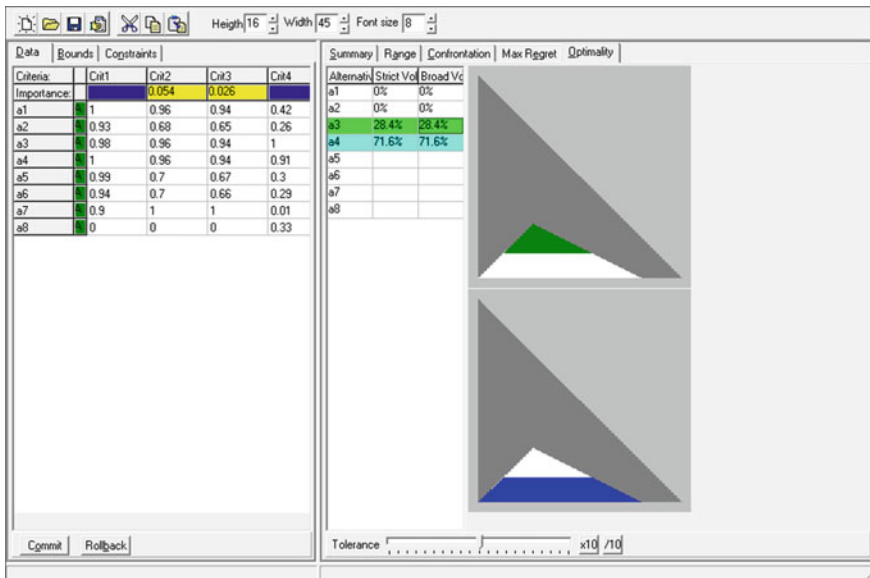 Heigth 16 Width 45 Font size 8
Data Bounds Constraints
Criteria: Crit1 Crit2 Crit3 Crit4
Importance: 0.054 0.026
a1 1 0.96 0.94 0.42
a2 0.93 0.68 0.65 0.26
a3 0.98 0.96 0.94 1
a4 1 0.96 0.94 0.91
a5 0.99 0.7 0.67 0.3
a6 0.94 0.7 0.66 0.29
a7 0.9 1 1 0.01
a8 0 0 0 0.33
Commit Rollback
Summary Range Confrontation Max Regret Optimality
Alternativ Strict Vol Broad Vo
a1 0% 0%
a2 0% 0%
a3 28.4% 28.4%
a4 71.6% 71.6%
a5
a6
a7
a8
Tolerance x10 /10